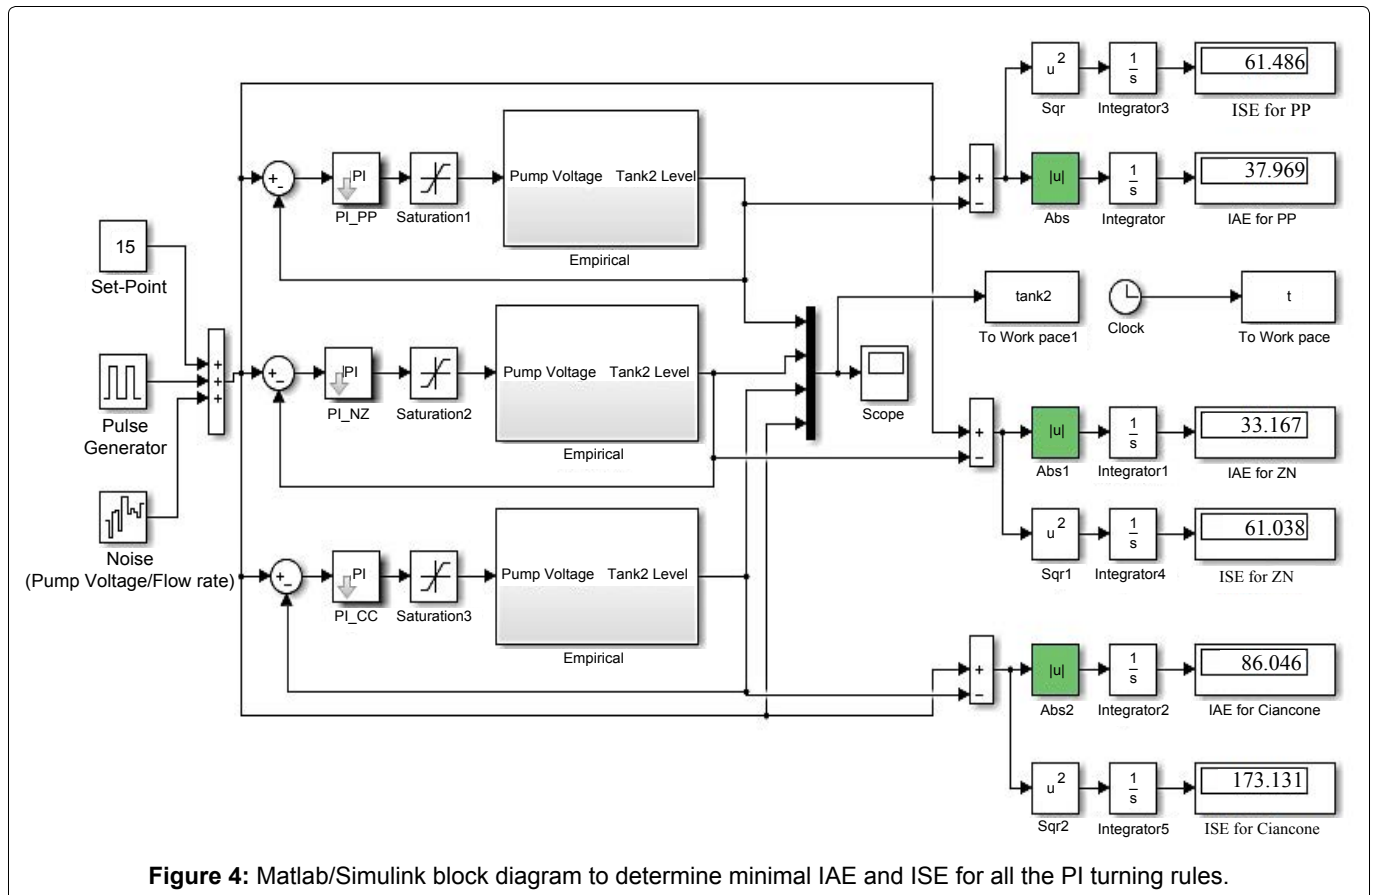 u 2
1
s
61.486
Sqr
Integrator3
ISE for PP
+
-
PI
Pump Voltage Tank2 Level
PI_PP
Saturation1
Empirical
+
−
|u|
1
s
37.969
Abs
Integrator
IAE for PP
15
Set-Point
tank2
To Work pace1
Clock
t
To Work pace
+
+
+
Pulse
Generator
+
-
PI
Pump Voltage Tank2 Level
PI_NZ
Saturation2
Empirical
Scope
+
−
|u|
1
s
33.167
Abs1
Integrator1
IAE for ZN
u 2
1
s
61.038
Sqr1
Integrator4
ISE for ZN
Noise
(Pump Voltage/Flow rate)
+
-
PI
Pump Voltage Tank2 Level
PI_CC
Saturation3
Empirical
+
−
|u|
1
s
86.046
Abs2
Integrator2
IAE for Ciancone
u 2
1
s
173.131
Sqr2
Integrator5
ISE for Ciancone
Figure 4: Matlab/Simulink block diagram to determine minimal IAE and ISE for all the PI turning rules.